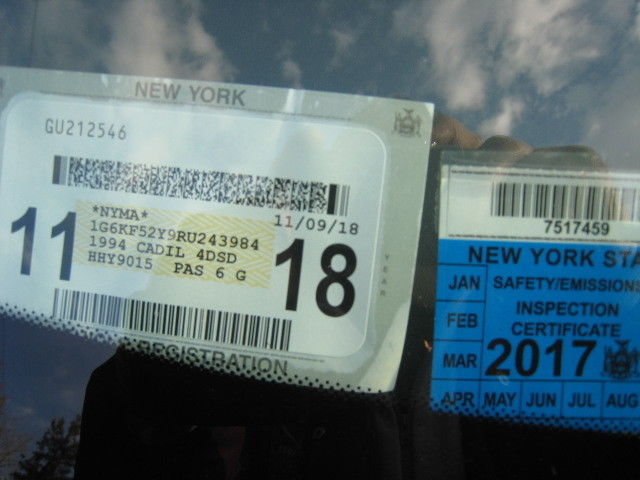 NEW YORK
GU212546
*NYMA*
11/09/18
1G6KF52Y9RU243984
1994 CADIL 4DSD
HHY9015 PAS 6 G
11
18
YEAR
REGISTRATION
7517459
NEW YORK STA
JAN SAFETY/EMISSIONS
FEB INSPECTION
CERTIFICATE
MAR 2017
APR MAY JUN JUL AUG